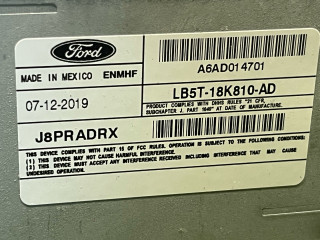 Ford
A6AD014701
MADE IN MEXICO ENMHF
LB5T-18K810-AD
07-12-2019
PRODUCT COMPLIES WITH DHHS RULES "21 CFR,
SUBCHAPTER J. PART 1040" AT DATE OF MANUFACTURE.
J8PRADRX
THIS DEVICE COMPLIES WITH PART 15 OF FCC RULES. OPERATION IS SUBJECT TO THE FOLLOWING CONDITIONS:
(1) THIS DEVICE MAY NOT CAUSE HARMFUL INTERFERENCE.
(2) THIS DEVICE MUST ACCEPT ANY INTERFERENCE RECEIVED, INCLUDING INTERFERENCE THAT MAY CAUSE
UNDESIRED OPERATION.